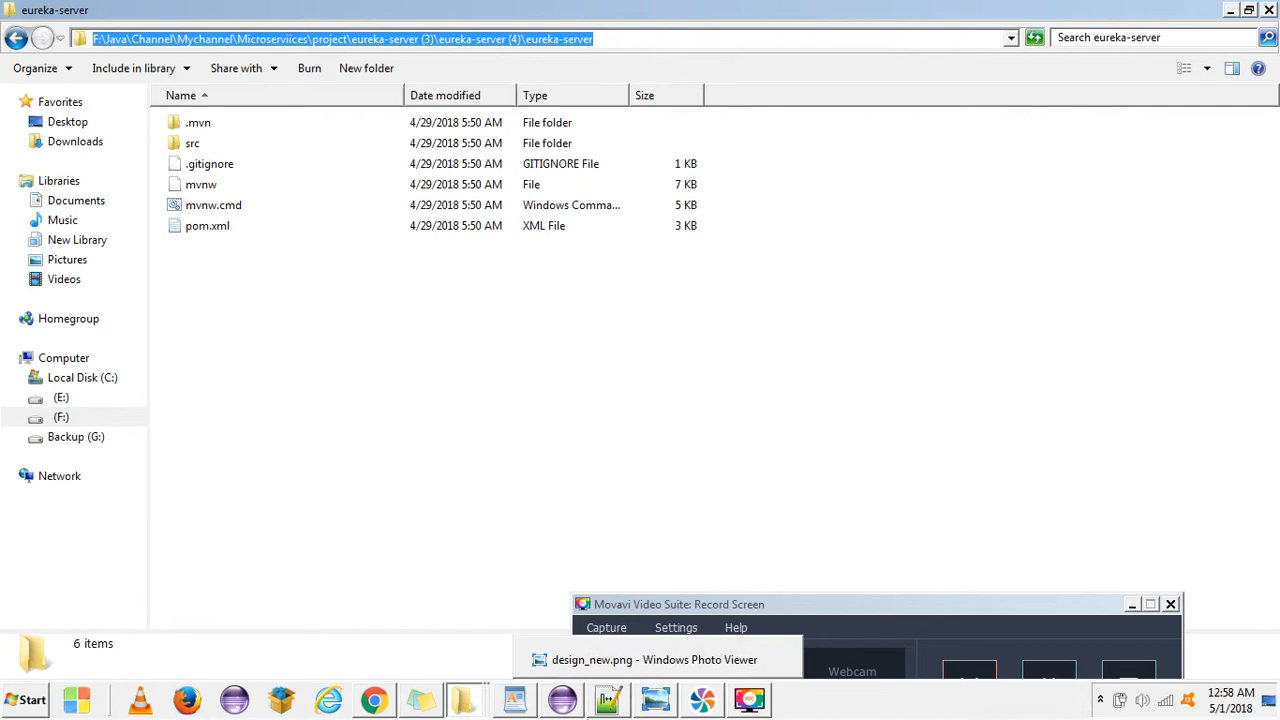 eureka-server
F:\Java\Channel\Mychannel\Microserviices\project\eureka-server (3)\eureka-server (4)\eureka-server
Search eureka-server
Organize Include in library Share with Burn New folder
Name Date modified Type Size
Favorites
Desktop
Downloads
Libraries
Documents
Music
New Library
Pictures
Videos
Homegroup
Computer
Local Disk (C:)
(E:)
(F:)
Backup (G:)
Network
.mvn 4/29/2018 5:50 AM File folder
src 4/29/2018 5:50 AM File folder
.gitignore 4/29/2018 5:50 AM GITIGNORE File 1 KB
mvnw 4/29/2018 5:50 AM File 7 KB
mvnw.cmd 4/29/2018 5:50 AM Windows Comma... 5 KB
pom.xml 4/29/2018 5:50 AM XML File 3 KB
6 items
Movavi Video Suite: Record Screen
Capture Settings Help
Webcam
design_new.png - Windows Photo Viewer
Start
REC
12:58 AM
5/1/2018